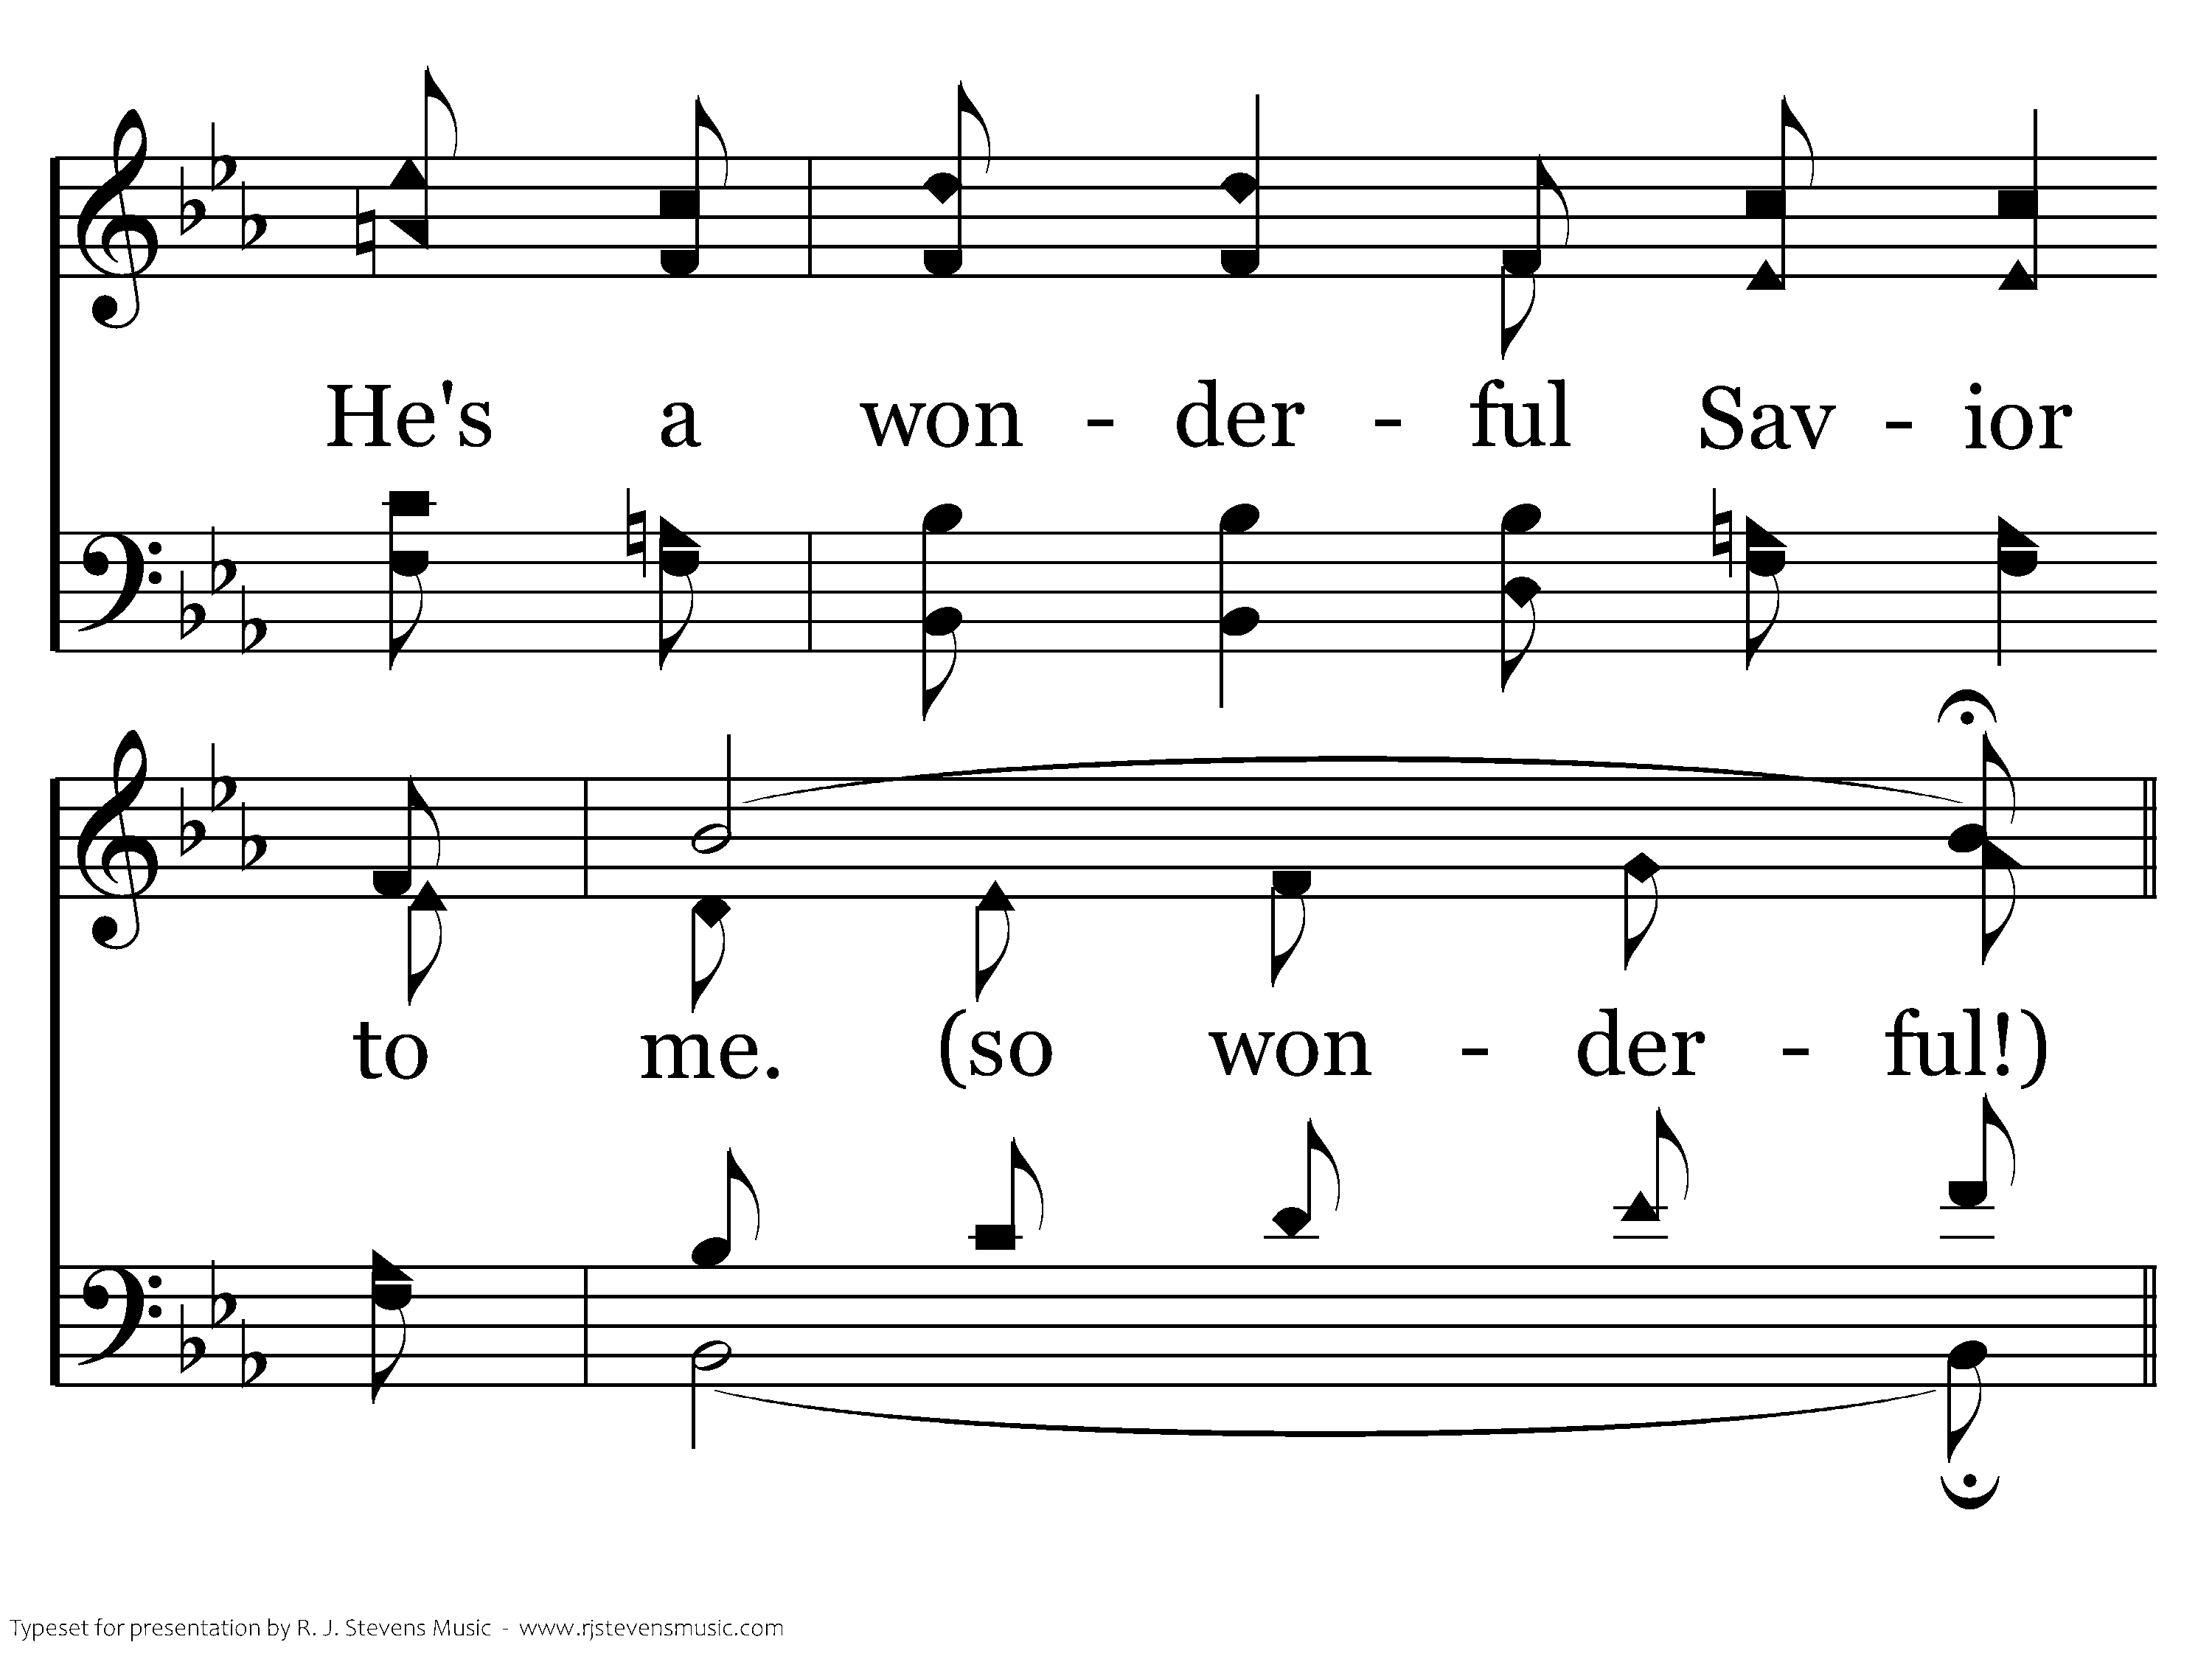 He's a won - der - ful Sav - ior
to me. (so won - der - ful!)
Typeset for presentation by R. J. Stevens Music - www.rjstevensmusic.com